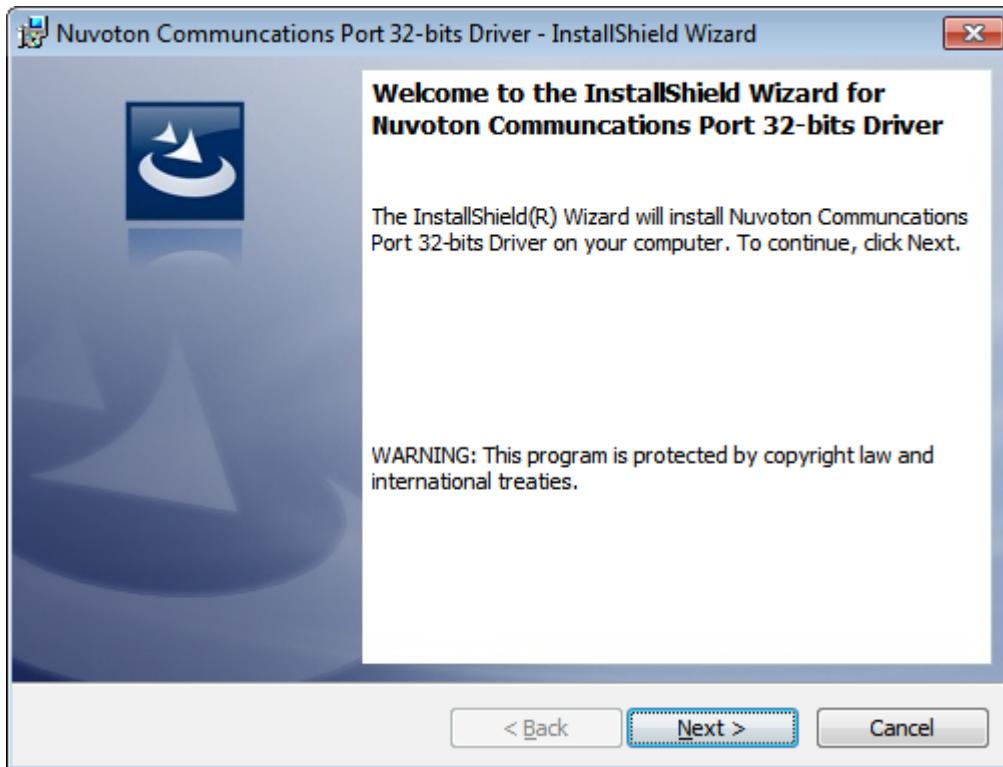 Nuvoton Communcations Port 32-bits Driver - InstallShield Wizard
Welcome to the InstallShield Wizard for
Nuvoton Communcations Port 32-bits Driver
The InstallShield(R) Wizard will install Nuvoton Communcations
Port 32-bits Driver on your computer. To continue, click Next.
WARNING: This program is protected by copyright law and
international treaties.
< Back
Next >
Cancel